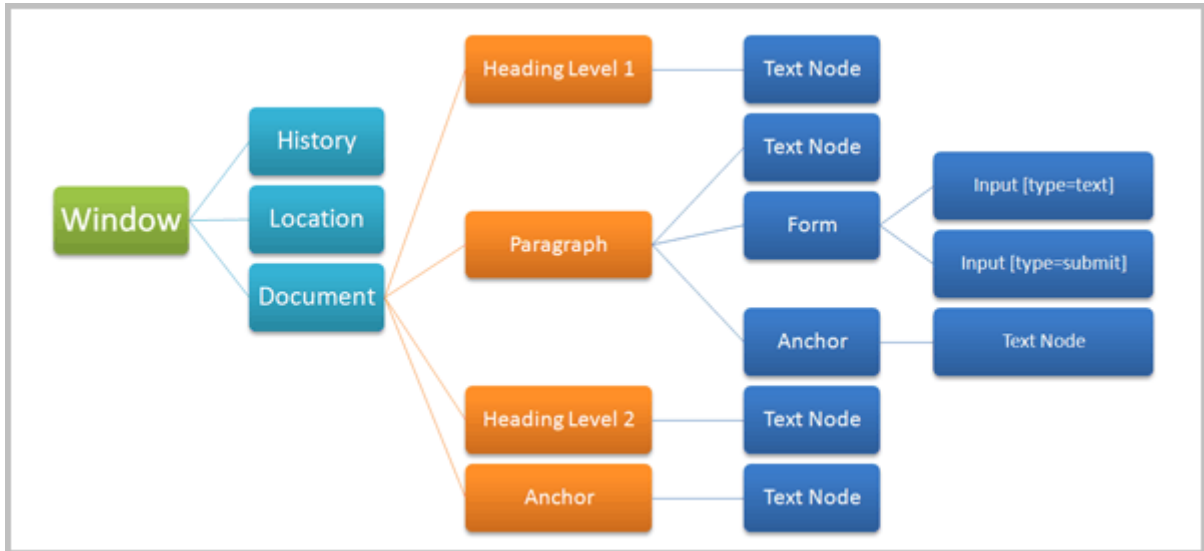 Heading Level 1
Text Node
History
Text Node
Input [type=text]
Window
Location
Paragraph
Form
Input [type=submit]
Document
Anchor
Text Node
Heading Level 2
Text Node
Anchor
Text Node